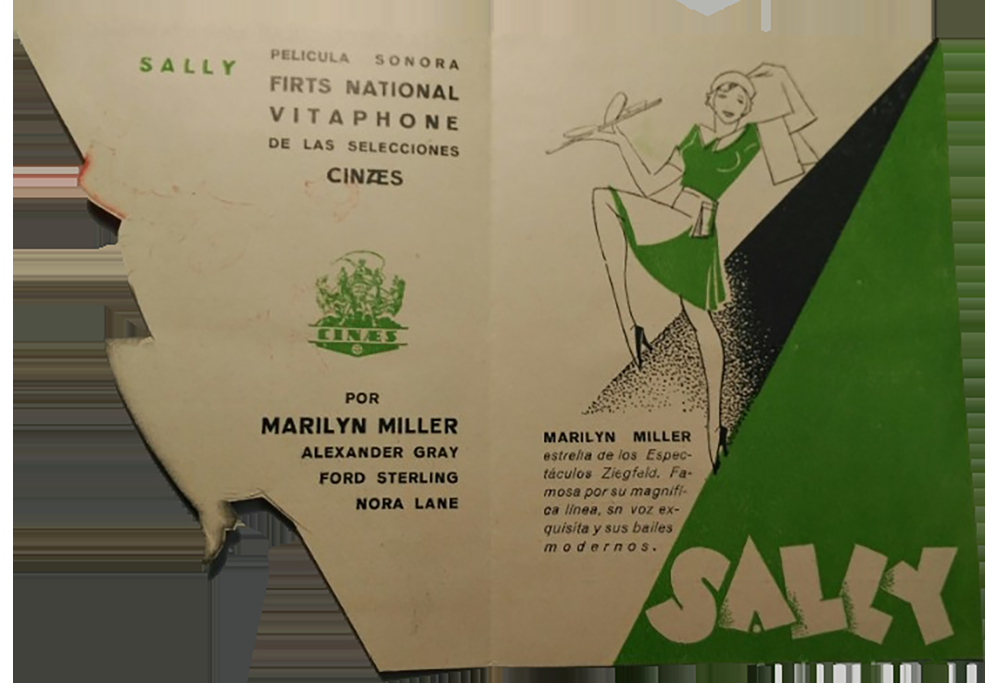 SALLY
PELICULA SONORA
FIRTS NATIONAL
VITAPHONE
DE LAS SELECCIONES
CINÆS
CINÆS
POR
MARILYN MILLER
ALEXANDER GRAY
FORD STERLING
NORA LANE
MARILYN MILLER
estrella de los Espec-
táculos Ziegfeld. Fa-
mosa por su magnífi-
ca línea, sn voz ex-
quisita y sus bailes
modernos.
SALLY